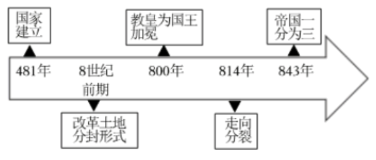 国家
建立
教皇为国王
加冕
帝国一
分为三
481年
8世纪
前期
800年
814年
843年
改革土地
分封形式
走向
分裂